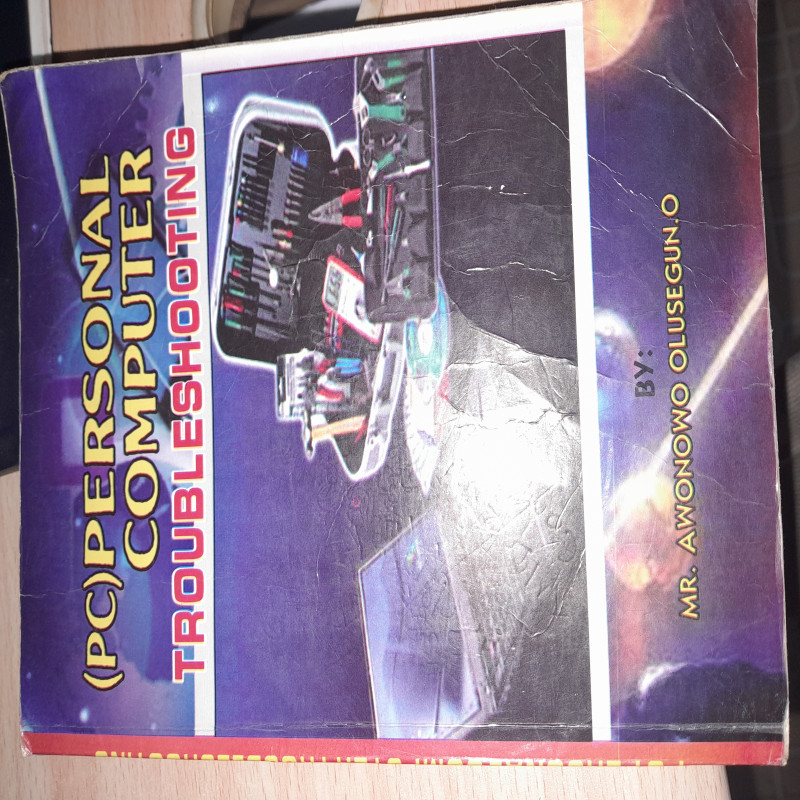 (PC)PERSONAL
COMPUTER
TROUBLESHOOTING
BY:
MR. AWONOWO OLUSEGUN.O